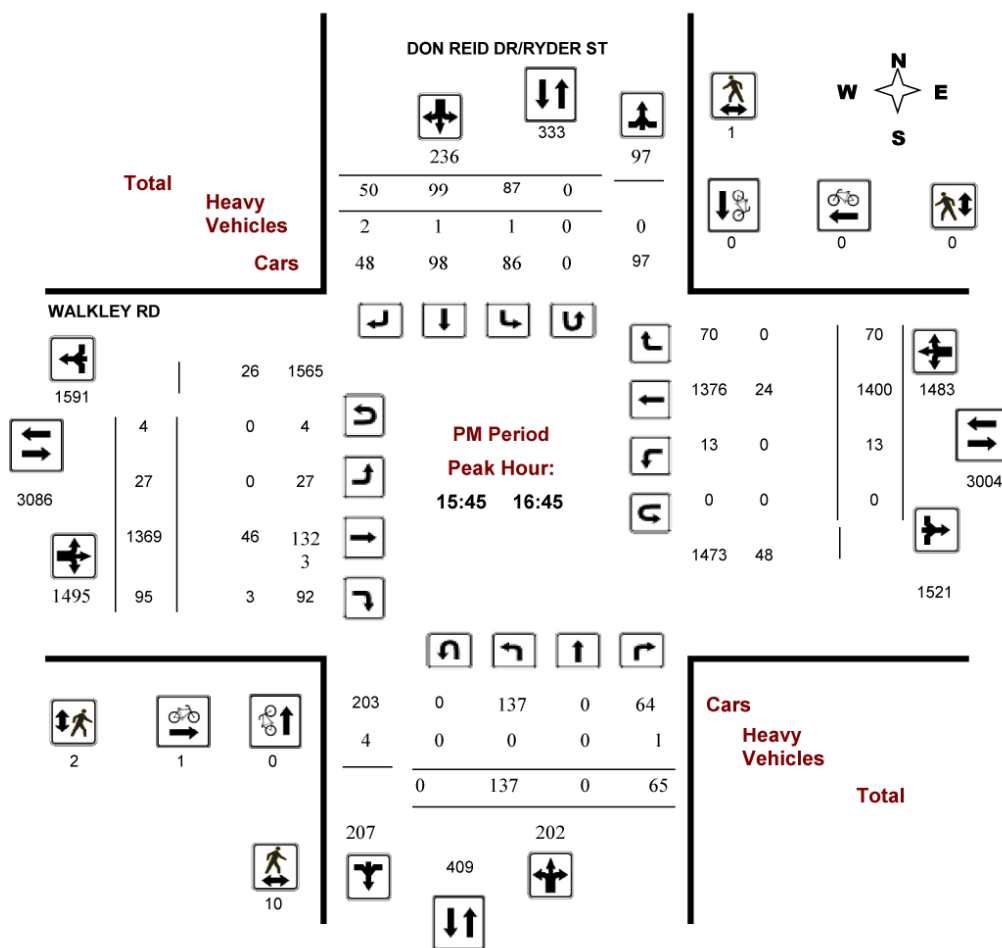 DON REID DR/RYDER ST
N
W E
S
333
1
236 97
Total
50 99 87 0
Heavy
Vehicles
2 1 1 0 0
0 0 0
Cars
48 98 86 0 97
WALKLEY RD
70 0 70
26 1565
1591
1376 24 1400 1483
4 0 4
PM Period
13 0 13
Peak Hour:
27 0 27
3004
3086
15:45 16:45
0 0 0
1369 46 132
3
1473 48
1495 95 3 92
1521
203 0 137 0 64
Cars
4 0 0 0 1
Heavy
Vehicles
2 1 0
0 137 0 65
Total
207 202
409
10